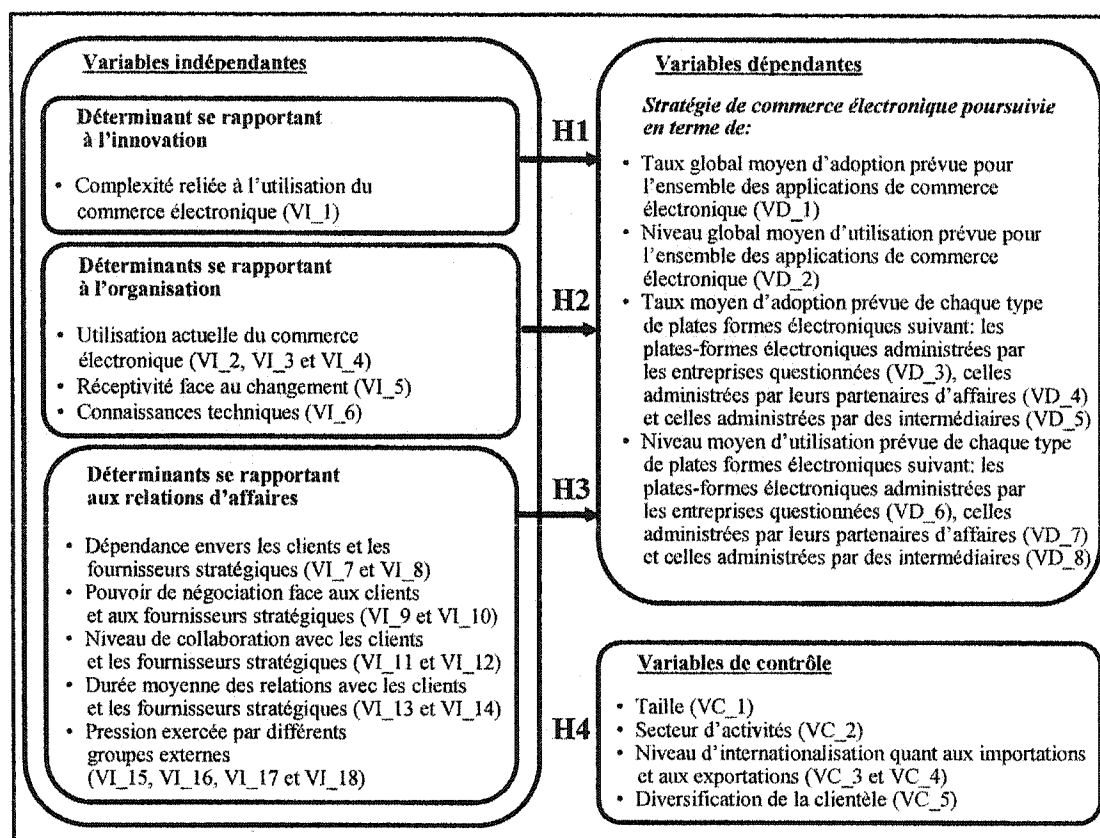 Variables indépendantes
Déterminant se rapportant
à l'innovation
• Complexité reliée à l'utilisation du
commerce électronique (VI_1)
Déterminants se rapportant
à l'organisation
• Utilisation actuelle du commerce
électronique (VI_2, VI_3 et VI_4)
• Réceptivité face au changement (VI_5)
• Connaissances techniques (VI_6)
Déterminants se rapportant
aux relations d'affaires
• Dépendance envers les clients et les
fournisseurs stratégiques (VI_7 et VI_8)
• Pouvoir de négociation face aux clients
et aux fournisseurs stratégiques (VI_9 et VI_10)
• Niveau de collaboration avec les clients
et les fournisseurs stratégiques (VI_11 et VI_12)
• Durée moyenne des relations avec les clients
et les fournisseurs stratégiques (VI_13 et VI_14)
• Pression exercée par différents
groupes externes
(VI_15, VI_16, VI_17 et VI_18)
H1
H2
H3
H4
Variables dépendantes
Stratégie de commerce électronique poursuivie
en terme de:
• Taux global moyen d'adoption prévue pour
l'ensemble des applications de commerce
électronique (VD_1)
• Niveau global moyen d'utilisation prévue pour
l'ensemble des applications de commerce
électronique (VD_2)
• Taux moyen d'adoption prévue de chaque type
de plates formes électroniques suivant: les
plates-formes électroniques administrées par
les entreprises questionnées (VD_3), celles
administrées par leurs partenaires d'affaires (VD_4)
et celles administrées par des intermédiaires (VD_5)
• Niveau moyen d'utilisation prévue de chaque type
de plates formes électroniques suivant: les
plates-formes électroniques administrées par
les entreprises questionnées (VD_6), celles
administrées par leurs partenaires d'affaires (VD_7)
et celles administrées par des intermédiaires (VD_8)
Variables de contrôle
• Taille (VC_1)
• Secteur d'activités (VC_2)
• Niveau d'internationalisation quant aux importations
et aux exportations (VC_3 et VC_4)
• Diversification de la clientèle (VC_5)